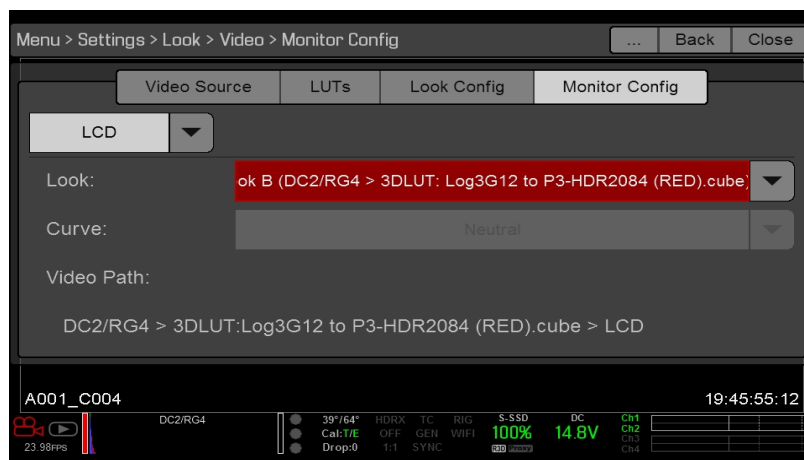 Menu > Settings > Look > Video > Monitor Config ... Back Close
Video Source LUTs Look Config Monitor Config
LCD
Look: ok B (DC2/RG4 > 3DLUT: Log3G12 to P3-HDR2084 (RED).cube)
Curve: Neutral
Video Path:
DC2/RG4 > 3DLUT:Log3G12 to P3-HDR2084 (RED).cube > LCD
A001_C004 19:45:55:12
DC2/RG4 39°/64° HDRX TC RIG S-SSD DC Ch1
Cal:T/E OFF GEN WIFI 100% 14.8V Ch2
23.98FPS Drop:0 1:1 SYNC R3D Proxy Ch3
Ch4